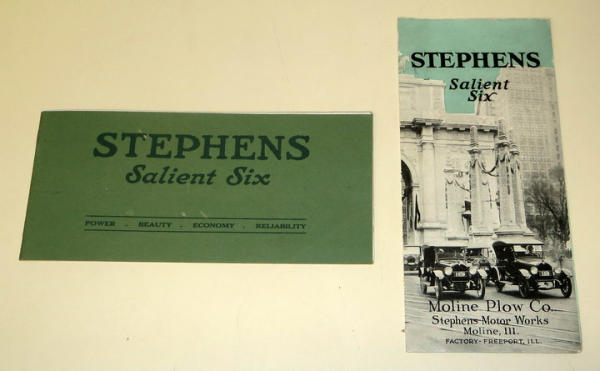 STEPHENS
Salient Six
POWER . BEAUTY . ECONOMY . RELIABILITY
STEPHENS
Salient
Six
Moline Plow Co.
Stephens Motor Works
Moline, Ill.
FACTORY - FREEPORT, ILL.